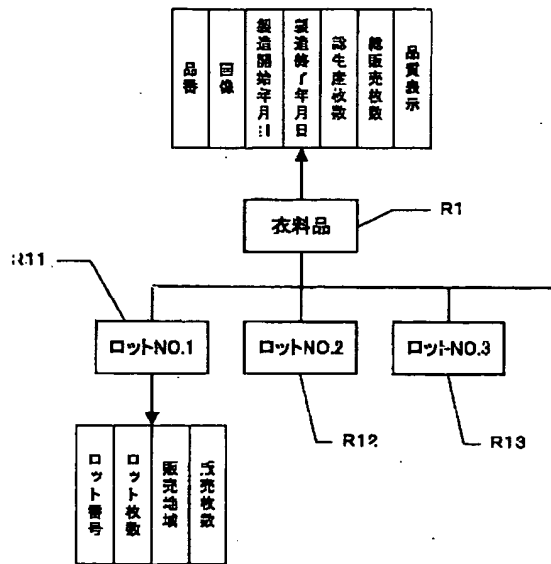 品番
画像
製造開始年月日
製造終了年月日
総生産枚数
総販売枚数
品質表示
衣料品
R1
R11
ロットNO.1
ロットNO.2
ロットNO.3
R12
R13
ロット番号
ロット枚数
販売地域
販売枚数